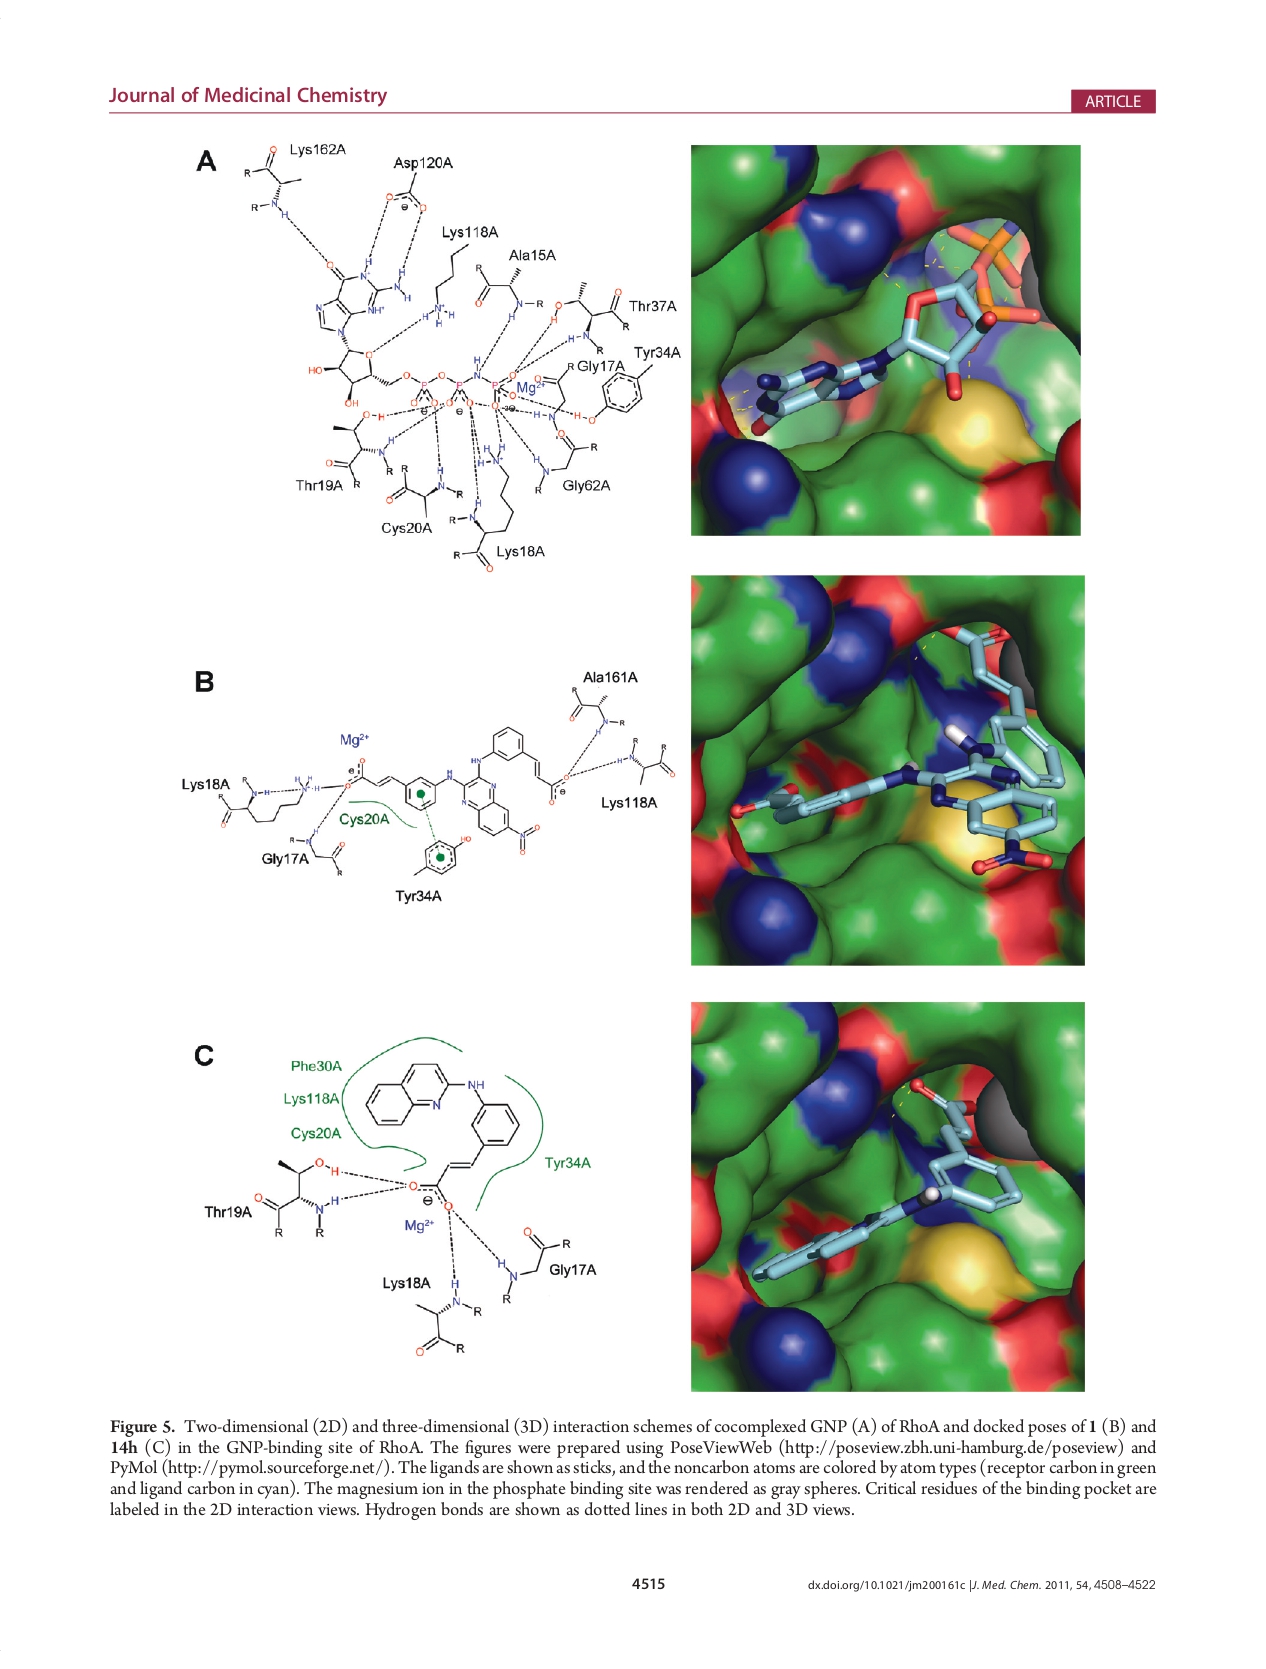 Journal of Medicinal Chemistry
ARTICLE
A
Lys162A
Asp120A
Lys118A
Ala15A
Thr37A
Tyr34A
Gly17A
Mg2+
Thr19A
Cys20A
Lys18A
Gly62A
B
Ala161A
Mg2+
Lys18A
Cys20A
Gly17A
Tyr34A
Lys118A
C
Phe30A
Lys118A
Cys20A
Tyr34A
Thr19A
Mg2+
Lys18A
Gly17A
Figure 5. Two-dimensional (2D) and three-dimensional (3D) interaction schemes of cocomplexed GNP (A) of RhoA and docked poses of 1 (B) and
14h (C) in the GNP-binding site of RhoA. The figures were prepared using PoseViewWeb (http://poseview.zbh.uni-hamburg.de/poseview) and
PyMol (http://pymol.sourceforge.net/). The ligands are shown as sticks, and the noncarbon atoms are colored by atom types (receptor carbon in green
and ligand carbon in cyan). The magnesium ion in the phosphate binding site was rendered as gray spheres. Critical residues of the binding pocket are
labeled in the 2D interaction views. Hydrogen bonds are shown as dotted lines in both 2D and 3D views.
4515
dx.doi.org/10.1021/jm200161c |J. Med. Chem. 2011, 54, 4508–4522